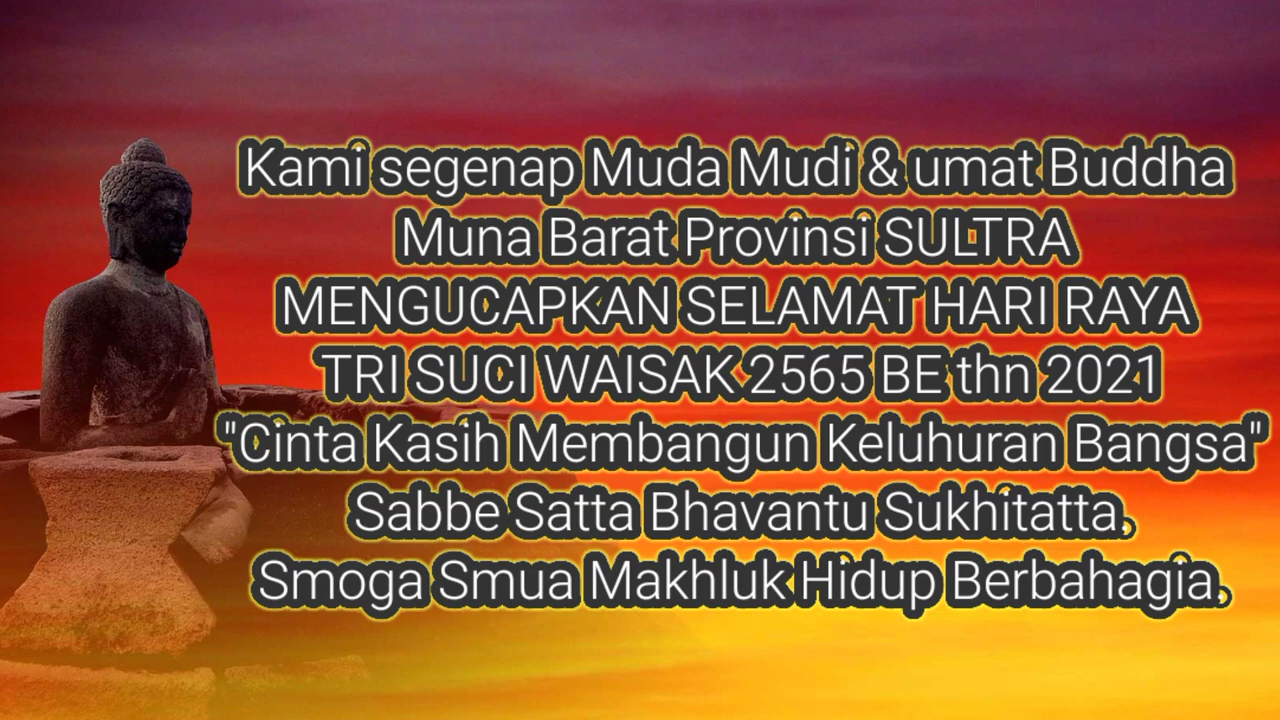 Kami segenap Muda Mudi & umat Buddha
Muna Barat Provinsi SULTRA
MENGUCAPKAN SELAMAT HARI RAYA
TRI SUCI WAISAK 2565 BE thn 2021
"Cinta Kasih Membangun Keluhuran Bangsa"
Sabbe Satta Bhavantu Sukhitatta,
Smoga Smua Makhluk Hidup Berbahagia,